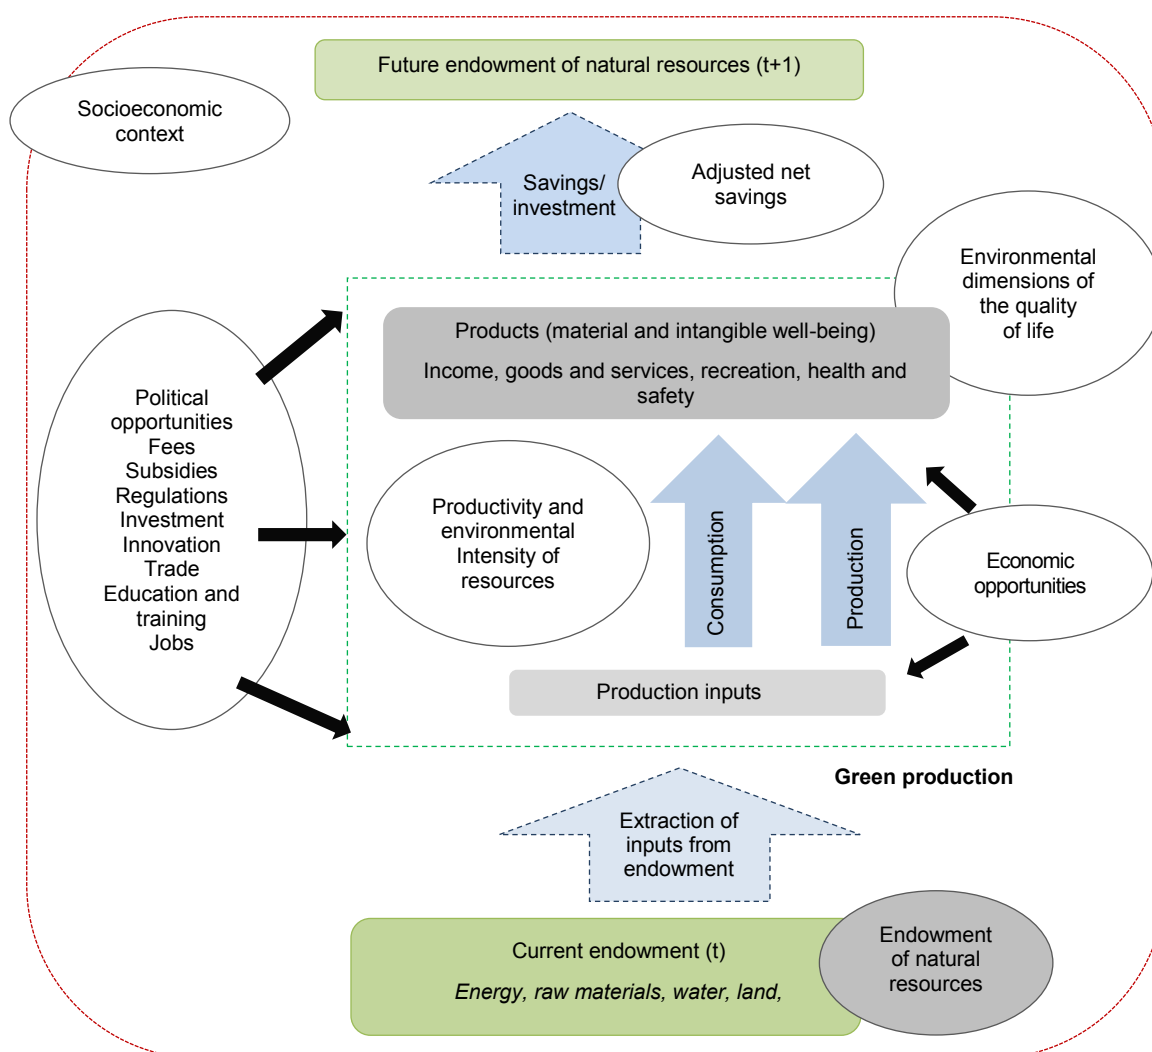 Future endowment of natural resources (t+1)
Socioeconomic
context
Savings/
investment
Adjusted net
savings
Environmental
dimensions of
the quality
of life
Products (material and intangible well-being)
Income, goods and services, recreation, health and
safety
Political
opportunities
Fees
Subsidies
Regulations
Investment
Innovation
Trade
Education and
training
Jobs
Productivity and
environmental
Intensity of
resources
Consumption
Production
Economic
opportunities
Production inputs
Green production
Extraction of
inputs from
endowment
Current endowment (t)
Energy, raw materials, water, land,
Endowment
of natural
resources